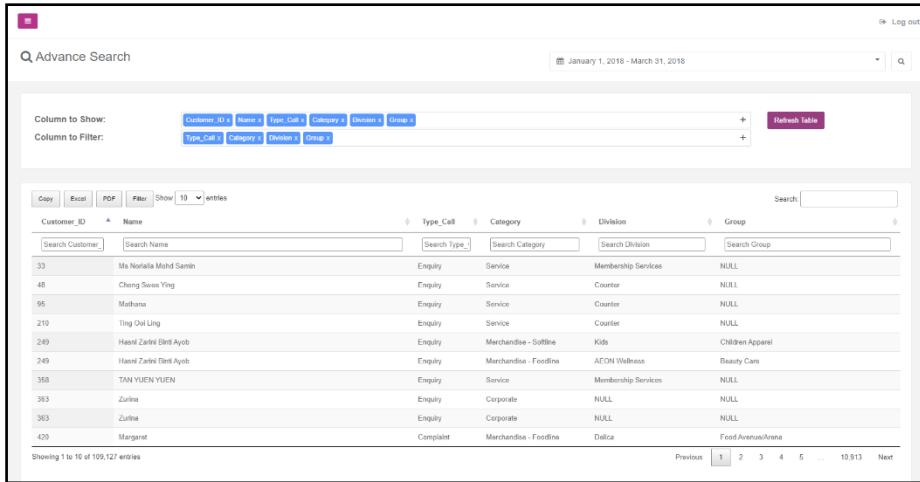 Log out
Advance Search
January 1, 2018 - March 31, 2018
Column to Show: Customer_ID x Name x Type_Call x Category x Division x Group x + Refresh Table
Column to Filter: Type_Call x Category x Division x Group x +
Copy Excel PDF Filter Show 10 entries Search:
Customer_ID Name Type_Call Category Division Group
Search Customer_ Search Name Search Type_ Search Category Search Division Search Group
33 Ms Norlaila Mohd Samin Enquiry Service Membership Services NULL
48 Chong Swee Ying Enquiry Service Counter NULL
95 Mathana Enquiry Service Counter NULL
210 Ting Ooi Ling Enquiry Service Counter NULL
249 Hasni Zarini Binti Ayob Enquiry Merchandise - Softline Kids Children Apparel
249 Hasni Zarini Binti Ayob Enquiry Merchandise - Foodline AEON Wellness Beauty Care
358 TAN YUEN YUEN Enquiry Service Membership Services NULL
363 Zurina Enquiry Corporate NULL NULL
363 Zurina Enquiry Corporate NULL NULL
420 Margaret Complaint Merchandise - Foodline Delica Food Avenue/Arena
Showing 1 to 10 of 109,127 entries Previous 1 2 3 4 5 ... 10,913 Next